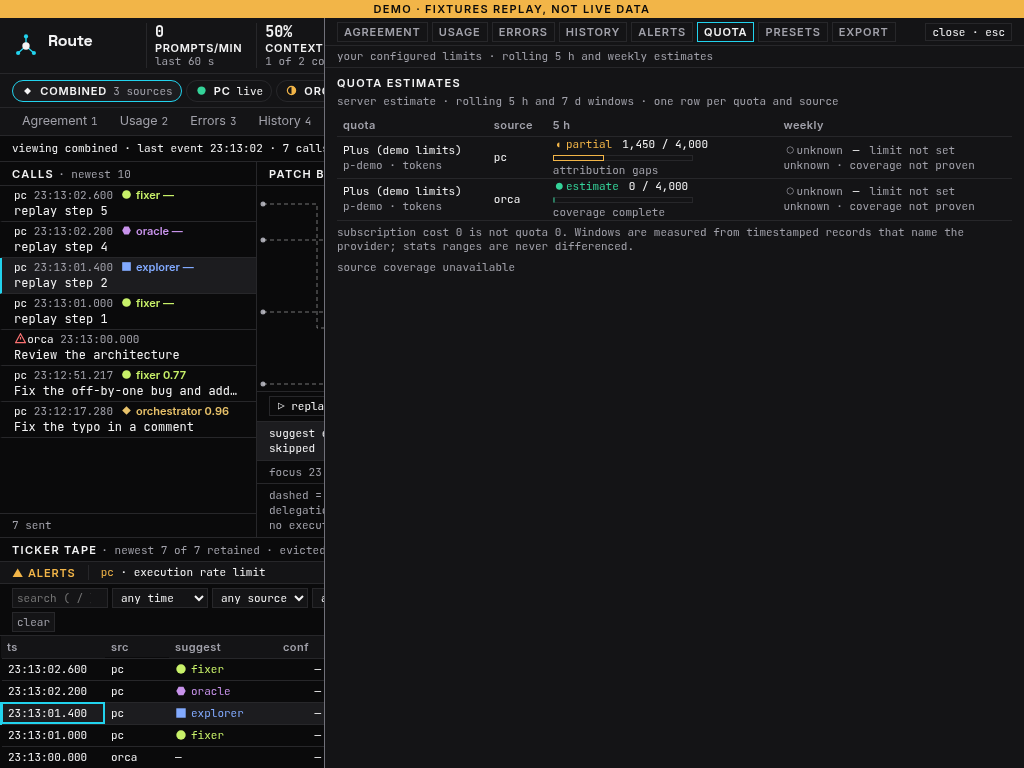 DEMO · FIXTURES REPLAY, NOT LIVE DATA
Route
0
PROMPTS/MIN
last 60 s
50%
CONTEXT
1 of 2 co
COMBINED 3 sources
PC live
Agreement 1
Usage 2
Errors 3
History 4
viewing combined · last event 23:13:02 · 7 calls
CALLS · newest 10
pc 23:13:02.600 fixer —
replay step 5
pc 23:13:02.200 oracle —
replay step 4
pc 23:13:01.400 explorer —
replay step 2
pc 23:13:01.000 fixer —
replay step 1
orca 23:13:00.000
Review the architecture
pc 23:12:51.217 fixer 0.77
Fix the off-by-one bug and add…
pc 23:12:17.280 orchestrator 0.96
Fix the typo in a comment
7 sent
PATCH B
▷ repla
suggest
skipped
focus 23
dashed =
delegati
no execu
TICKER TAPE · newest 7 of 7 retained · evicted
ALERTS
pc · execution rate limit
search ( /
any time
any source
clear
ts src suggest conf
23:13:02.600 pc fixer —
23:13:02.200 pc oracle —
23:13:01.400 pc explorer —
23:13:01.000 pc fixer —
23:13:00.000 orca — —
AGREEMENT
USAGE
ERRORS
HISTORY
ALERTS
QUOTA
PRESETS
EXPORT
close · esc
your configured limits · rolling 5 h and weekly estimates
QUOTA ESTIMATES
server estimate · rolling 5 h and 7 d windows · one row per quota and source
quota source 5 h weekly
Plus (demo limits)
p-demo · tokens
pc
partial 1,450 / 4,000
attribution gaps
unknown — limit not set
unknown · coverage not proven
Plus (demo limits)
p-demo · tokens
orca
estimate 0 / 4,000
coverage complete
unknown — limit not set
unknown · coverage not proven
subscription cost 0 is not quota 0. Windows are measured from timestamped records that name the
provider; stats ranges are never differenced.
source coverage unavailable